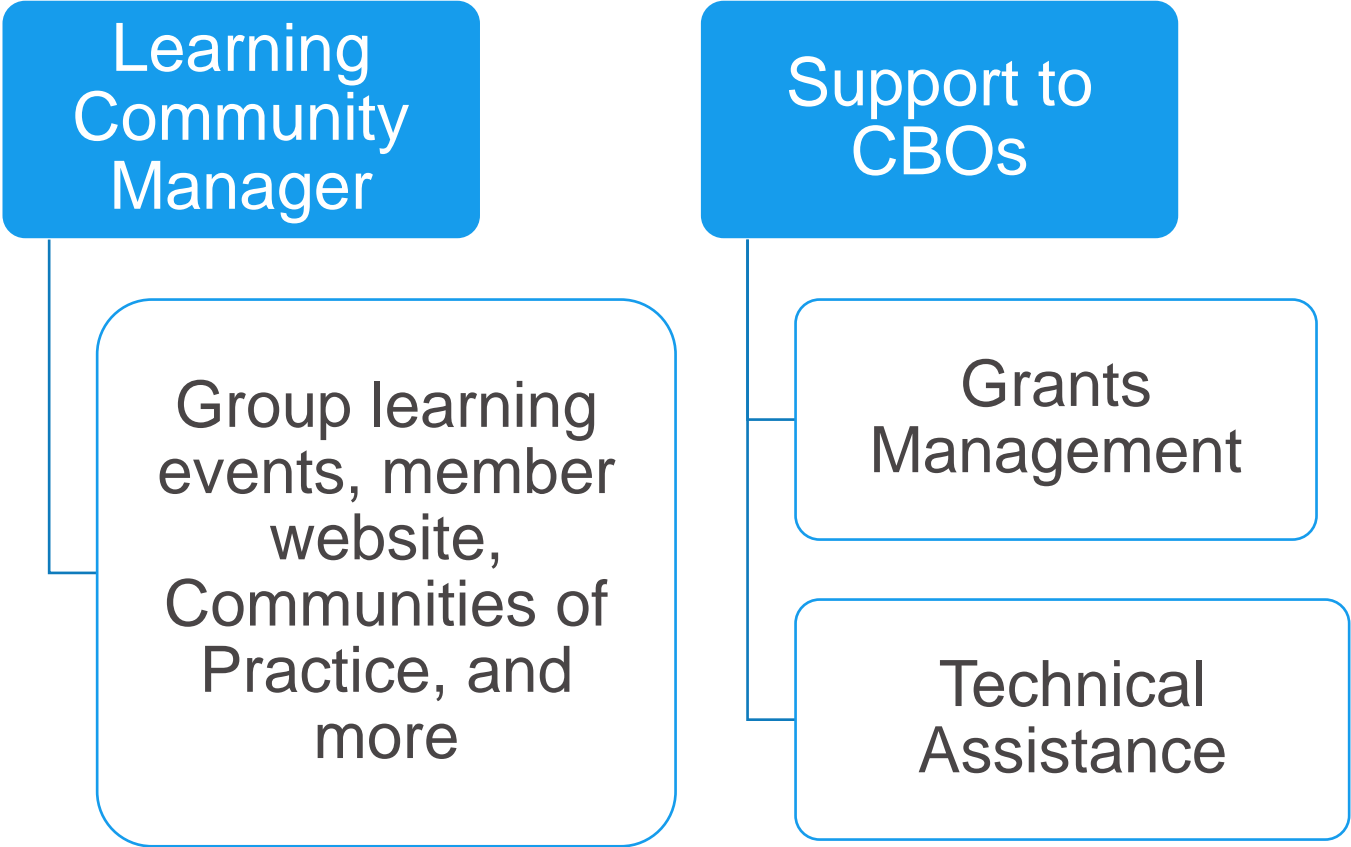 Learning
Community
Manager
Group learning
events, member
website,
Communities of
Practice, and
more
Support to
CBOs
Grants
Management
Technical
Assistance